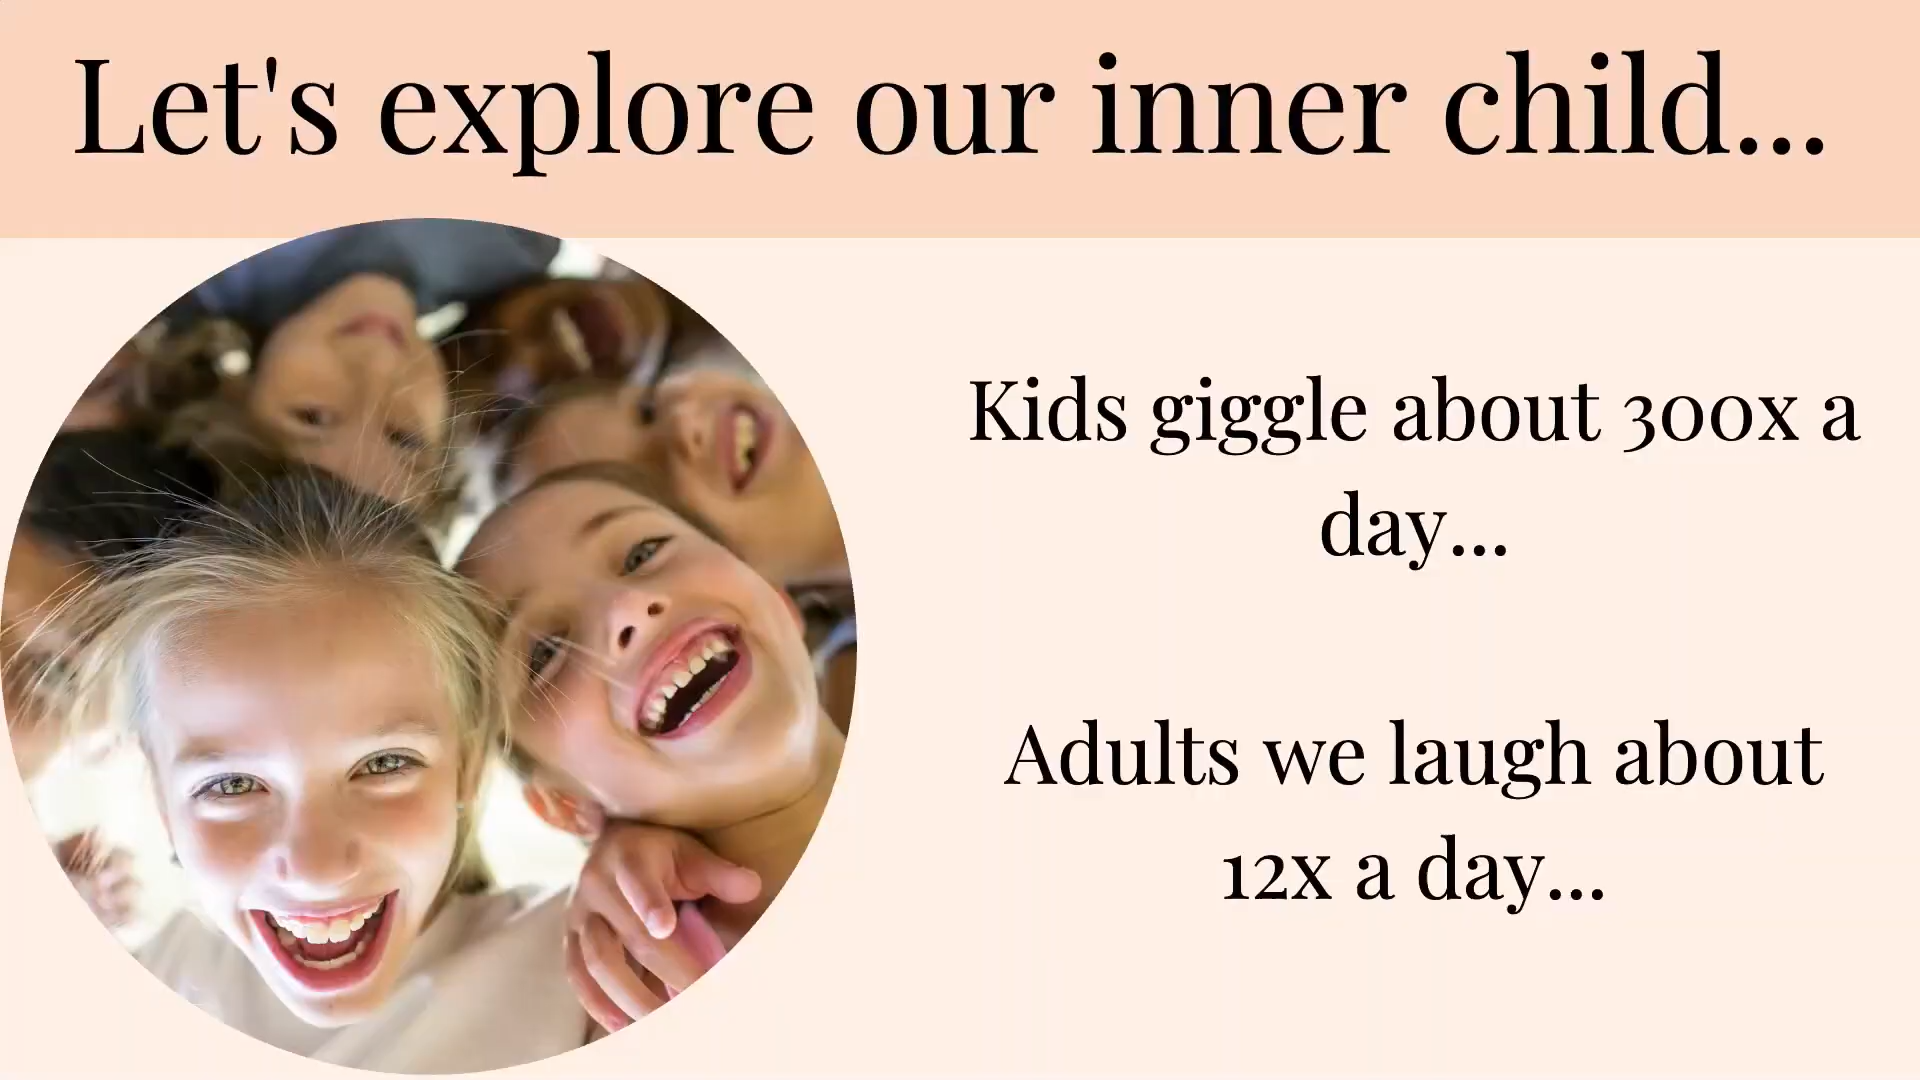 Let's explore our inner child...
Kids giggle about 300x a
day...
Adults we laugh about
12x a day...